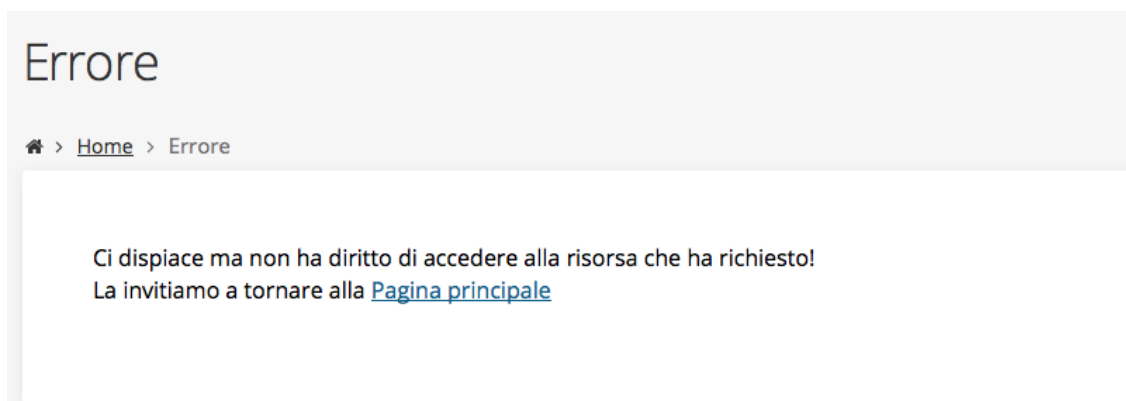 Errore
> Home > Errore
Ci dispiace ma non ha diritto di accedere alla risorsa che ha richiesto!
La invitiamo a tornare alla Pagina principale